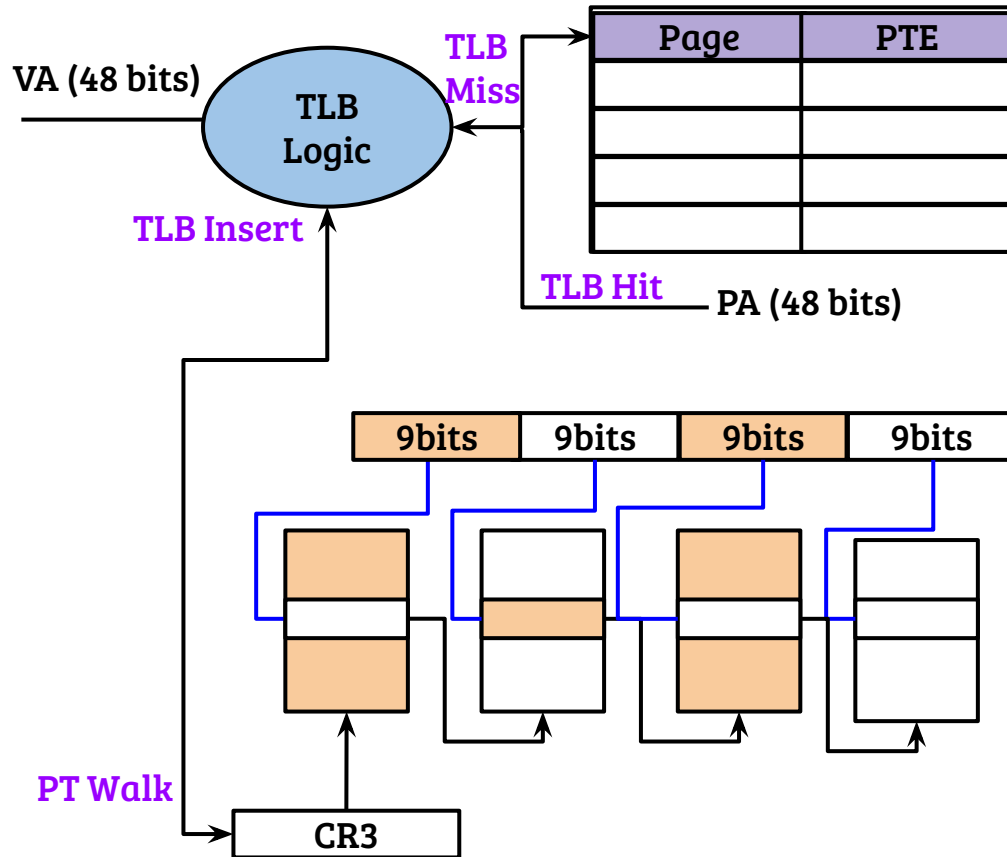 VA (48 bits)
TLB
Logic
TLB
Miss
Page
PTE
TLB Insert
TLB Hit
PA (48 bits)
9bits
9bits
9bits
9bits
PT Walk
CR3